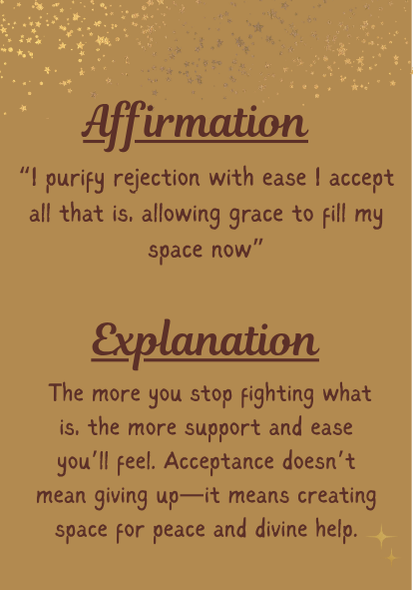 Affirmation
“I purify rejection with ease I accept
all that is, allowing grace to fill my
space now”
Explanation
The more you stop fighting what
is, the more support and ease
you’ll feel. Acceptance doesn’t
mean giving up—it means creating
space for peace and divine help.